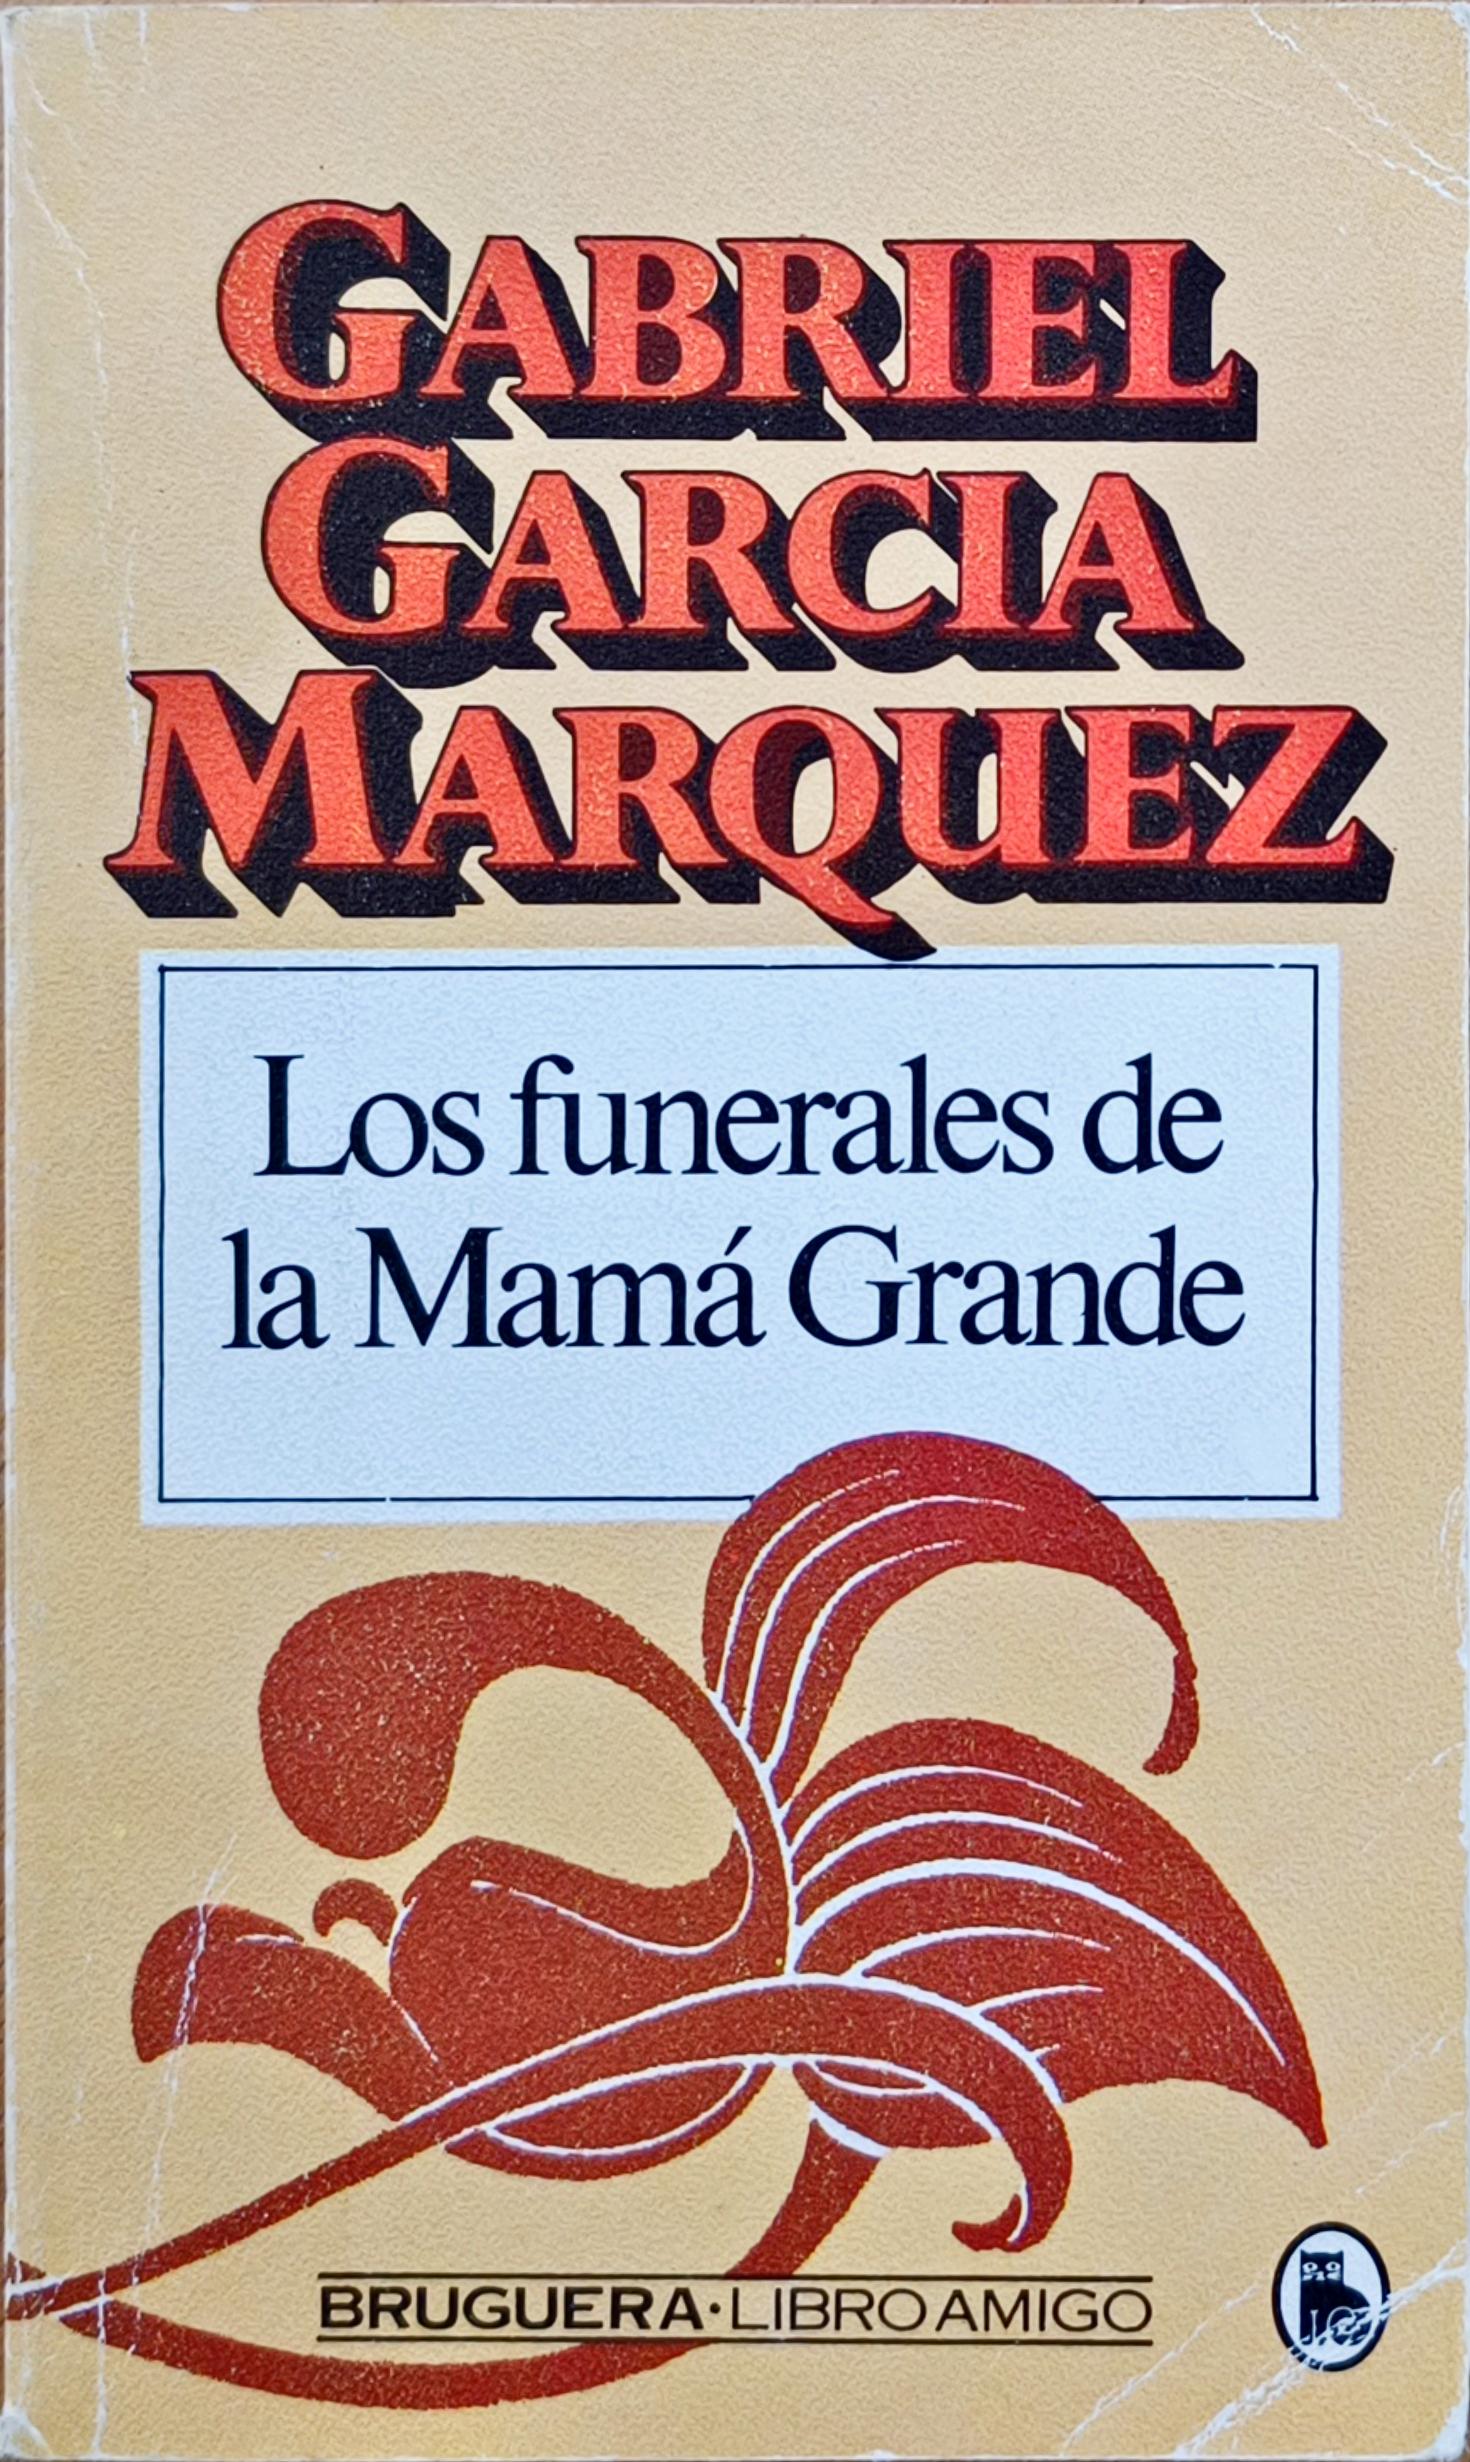 GABRIEL
GARCIA
MARQUEZ
Los funerales de
la Mamá Grande
BRUGUERA·LIBRO AMIGO